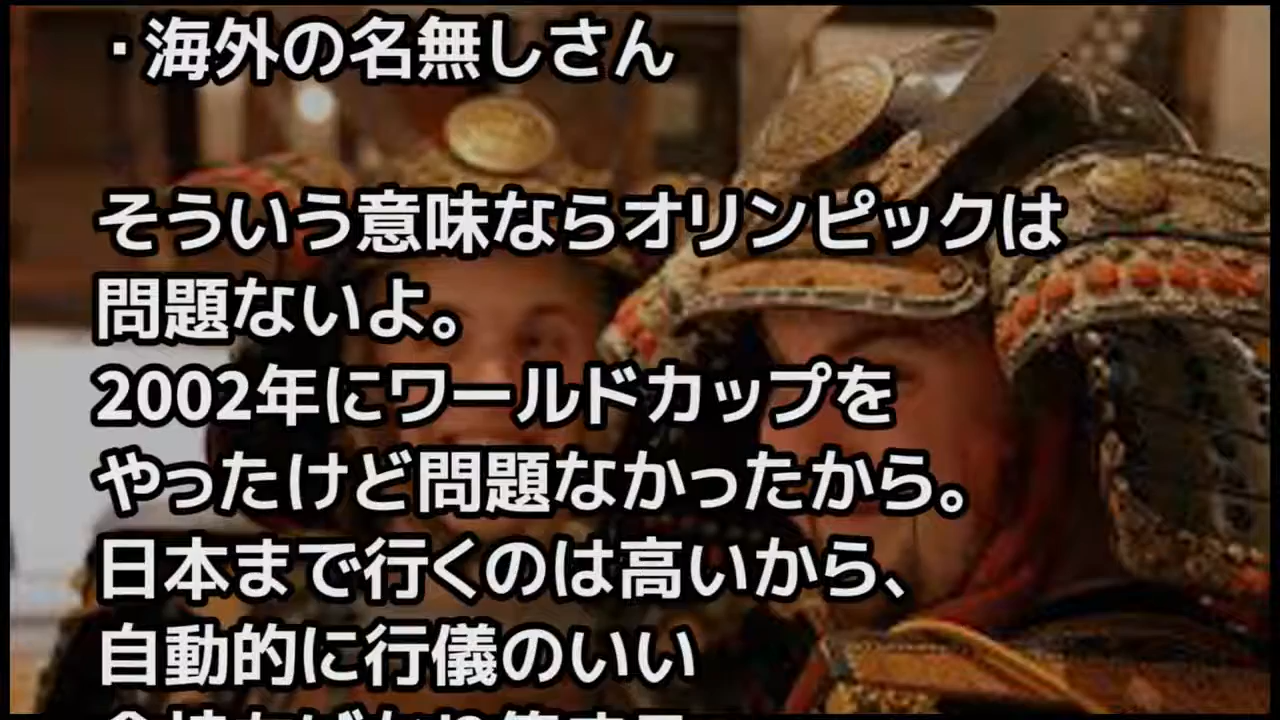 ・海外の名無しさん
そういう意味ならオリンピックは
問題ないよ。
2002年にワールドカップを
やったけど問題なかったから。
日本まで行くのは高いから、
自動的に行儀のいい